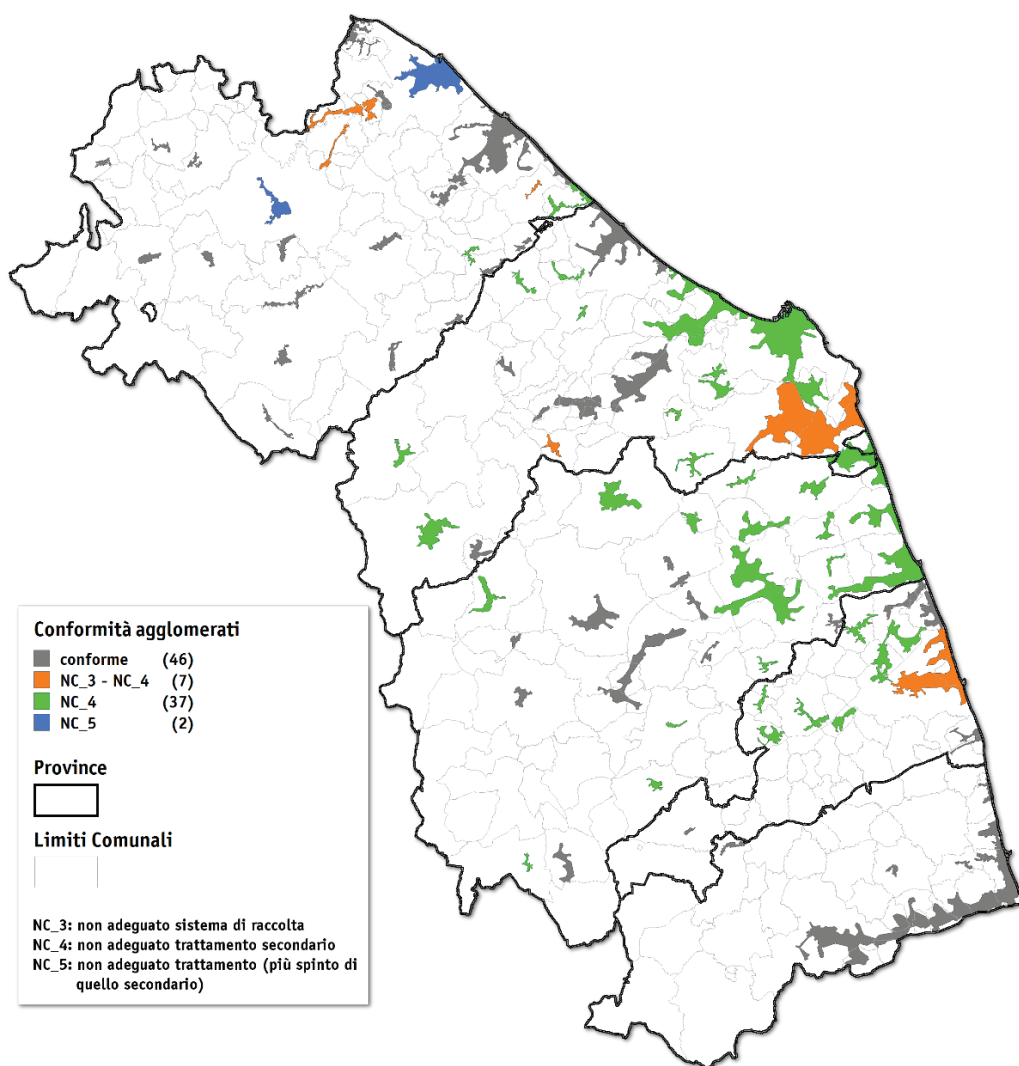 Conformità agglomerati
conforme (46)
NC_3 - NC_4 (7)
NC_4 (37)
NC_5 (2)
Province
Limiti Comunali
NC_3: non adeguato sistema di raccolta
NC_4: non adeguato trattamento secondario
NC_5: non adeguato trattamento (più spinto di
quello secondario)